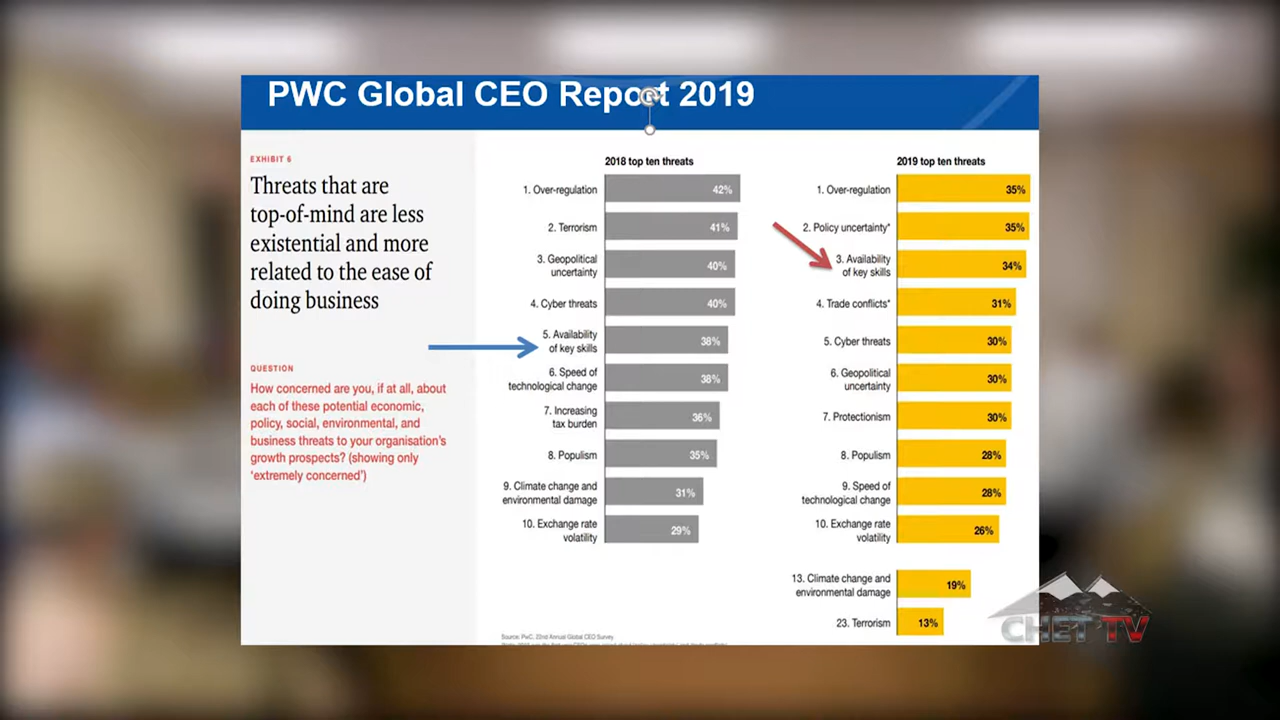 PWC Global CEO Report 2019
EXHIBIT 6
Threats that are
top-of-mind are less
existential and more
related to the ease of
doing business
QUESTION
How concerned are you, if at all, about
each of these potential economic,
policy, social, environmental, and
business threats to your organisation's
growth prospects? (showing only
'extremely concerned')
2018 top ten threats
1. Over-regulation 42%
2. Terrorism 41%
3. Geopolitical
uncertainty 40%
4. Cyber threats 40%
5. Availability
of key skills 38%
6. Speed of
technological change 38%
7. Increasing
tax burden 36%
8. Populism 35%
9. Climate change and
environmental damage 31%
10. Exchange rate
volatility 29%
2019 top ten threats
1. Over-regulation 35%
2. Policy uncertainty* 35%
3. Availability
of key skills 34%
4. Trade conflicts* 31%
5. Cyber threats 30%
6. Geopolitical
uncertainty 30%
7. Protectionism 30%
8. Populism 28%
9. Speed of
technological change 28%
10. Exchange rate
volatility 26%
13. Climate change and
environmental damage 19%
23. Terrorism 13%
Source: PwC, 22nd Annual Global CEO Survey
CHET TV